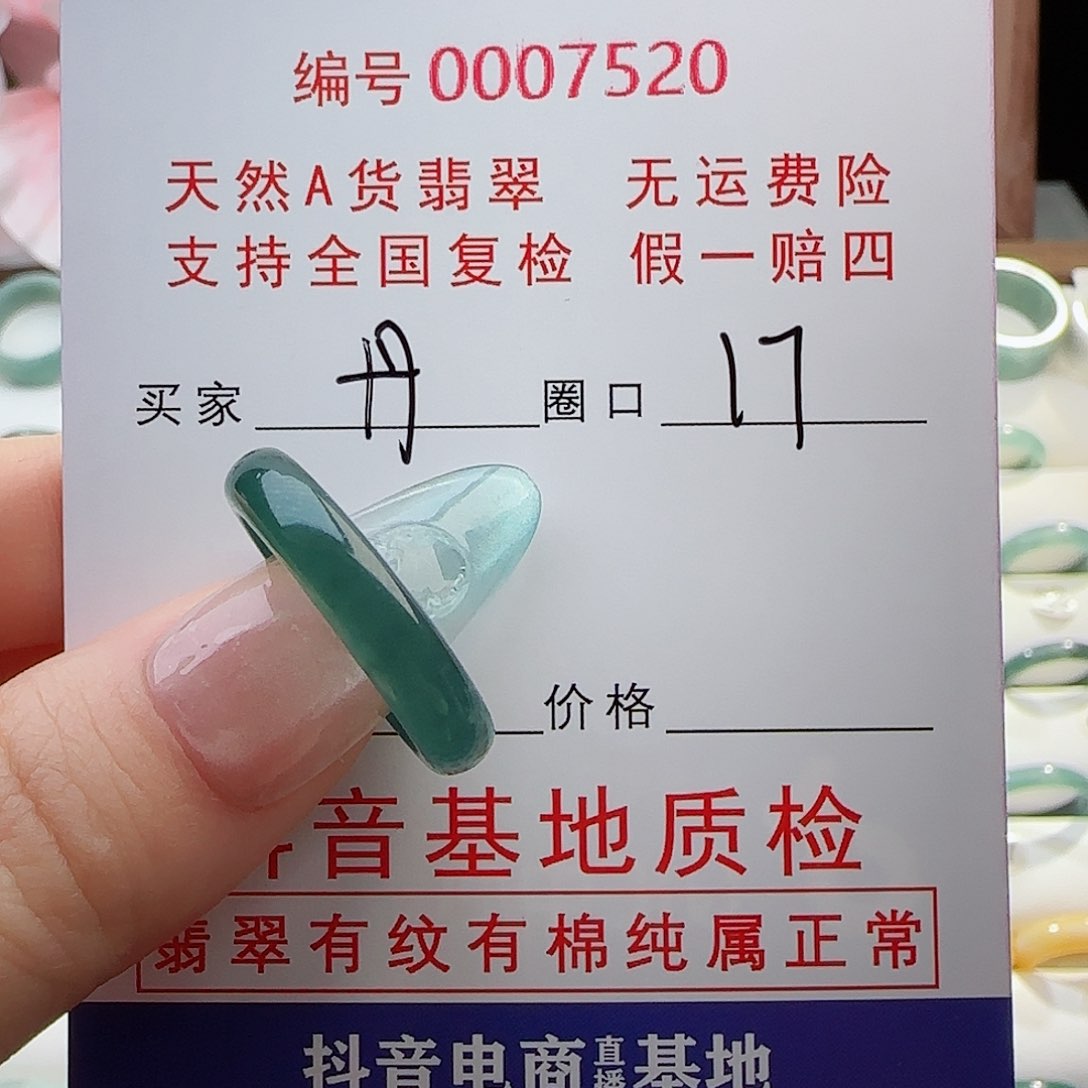 编号 0007520
天然A货翡翠 无运费险
支持全国复检 假一赔四
买家 丹 圈口 17
价格
音基地质检
翡翠有纹有棉纯属正常
抖音电商直播基地